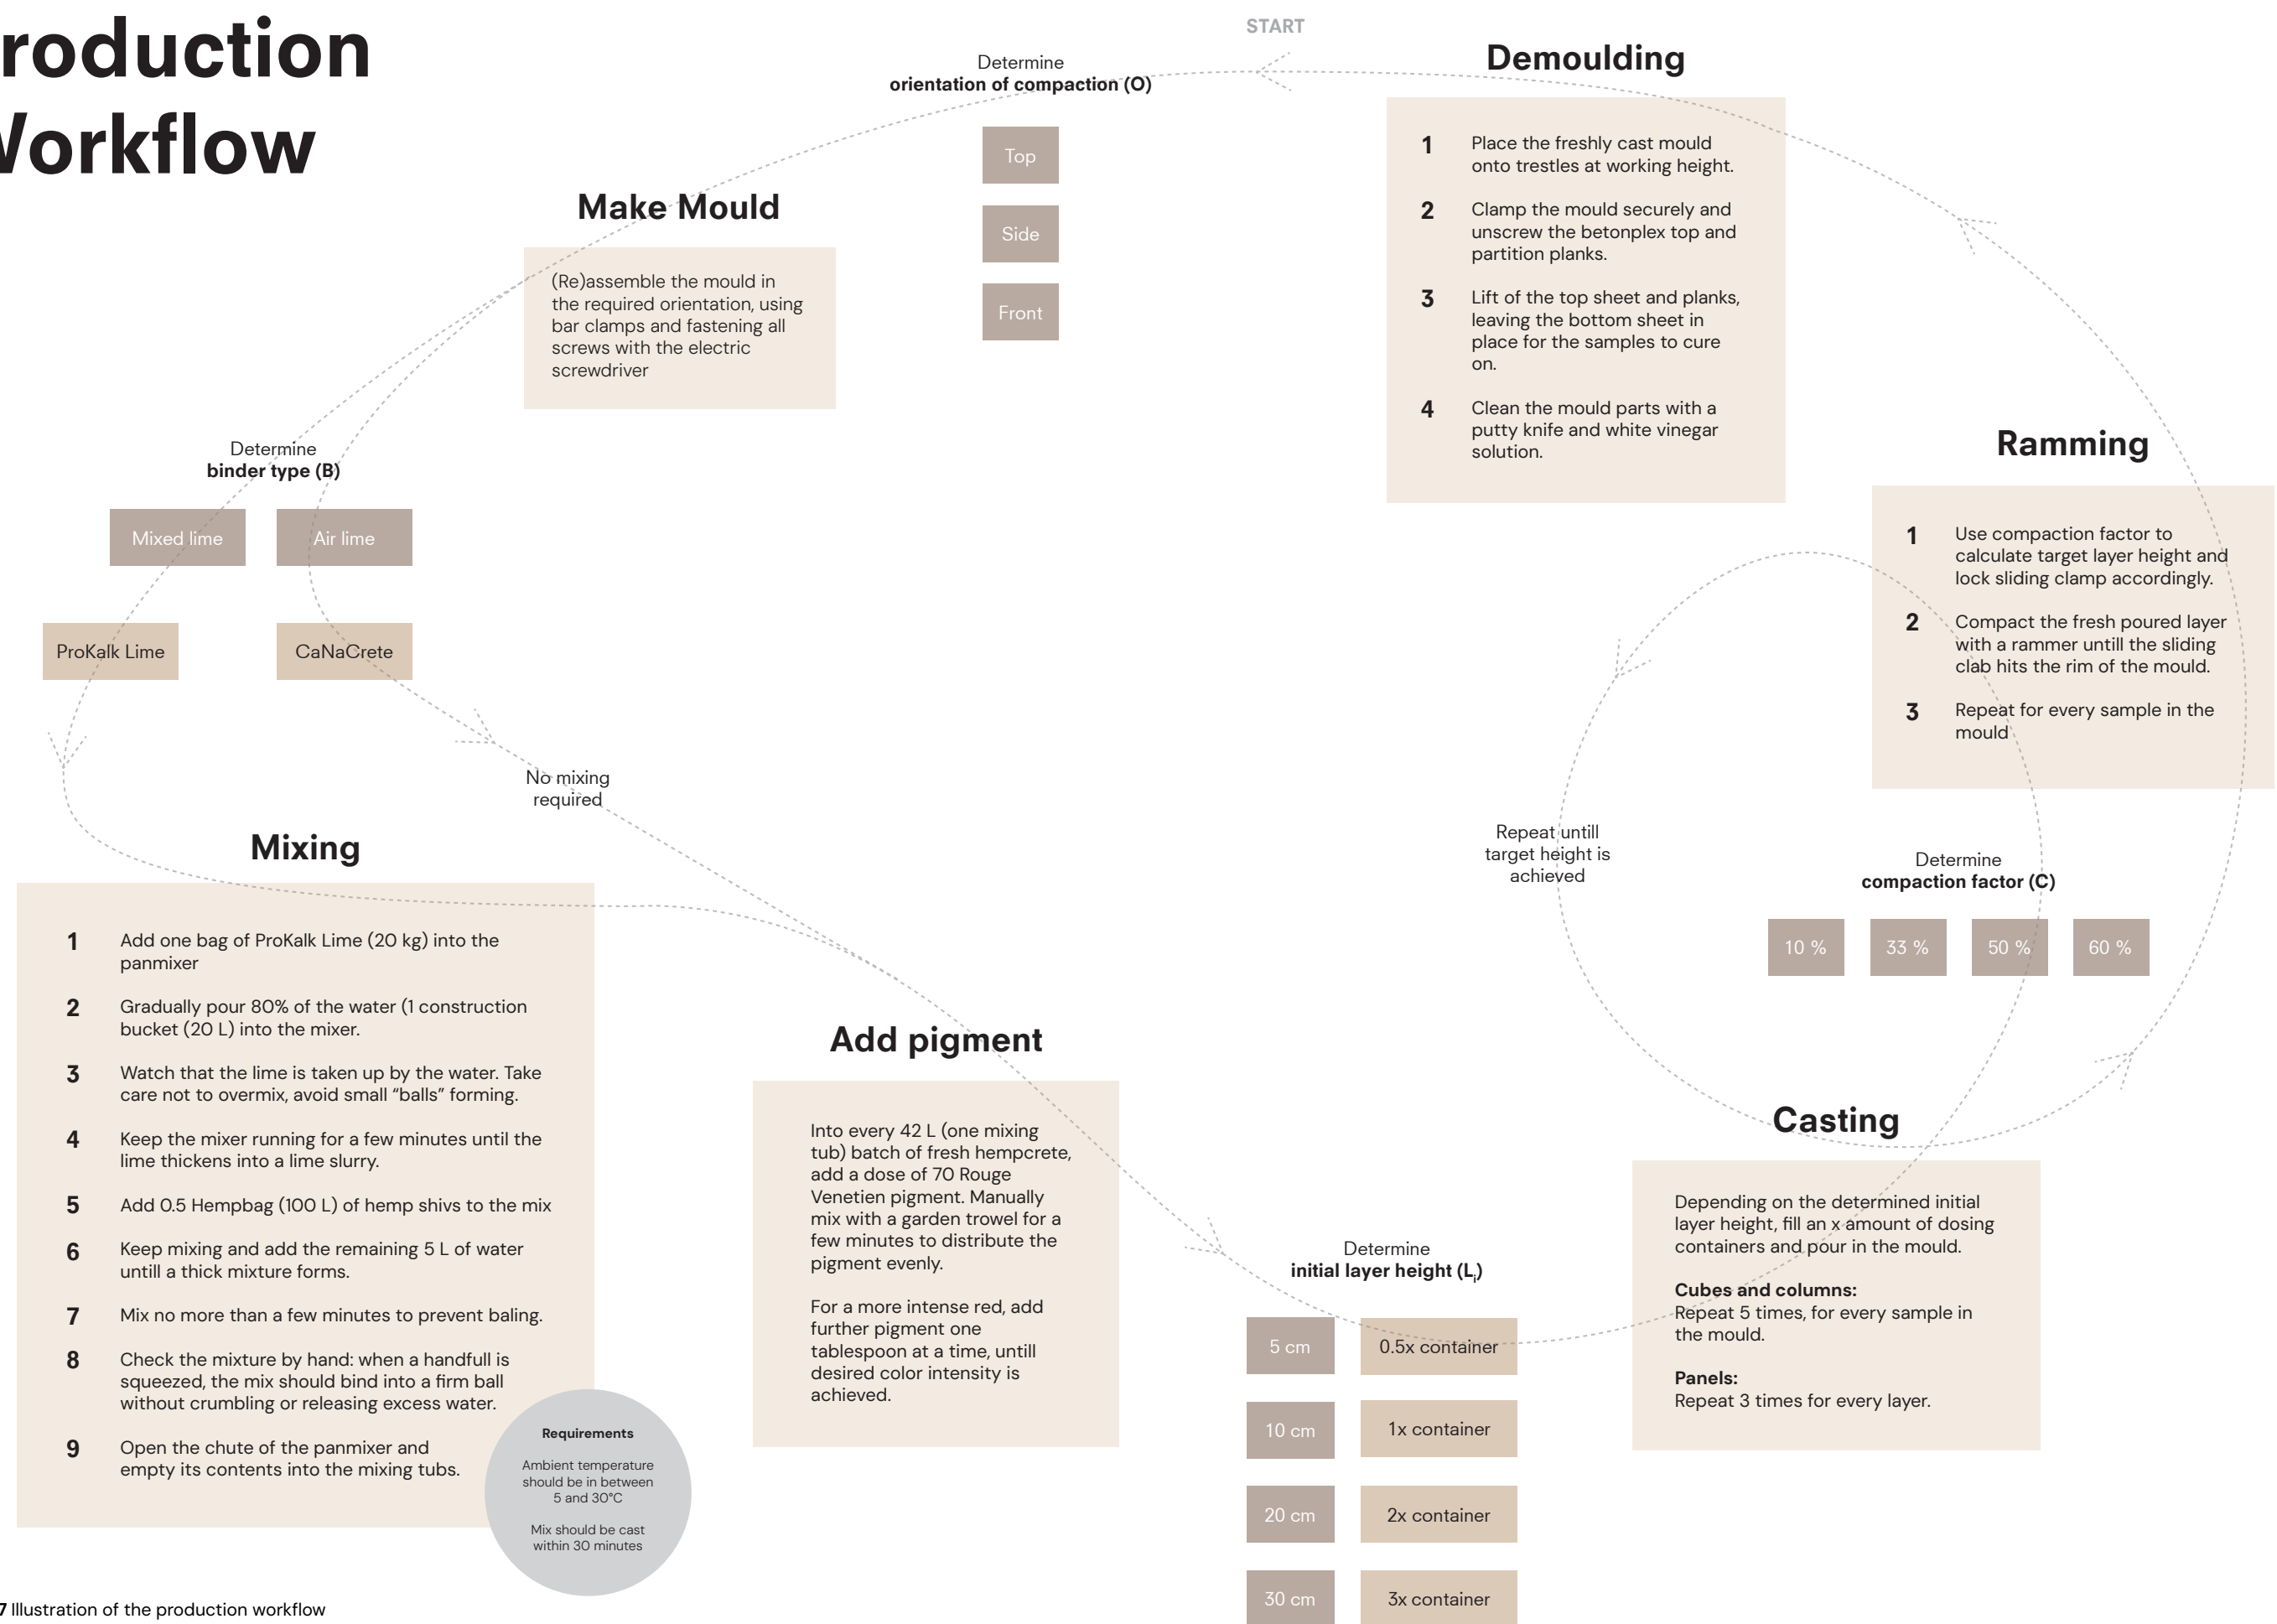 roduction
Workflow
START
Determine
orientation of compaction (O)
Top
Side
Front
Make Mould
(Re)assemble the mould in
the required orientation, using
bar clamps and fastening all
screws with the electric
screwdriver
Determine
binder type (B)
Mixed lime
Air lime
ProKalk Lime
CaNaCrete
No mixing
required
Mixing
1 Add one bag of ProKalk Lime (20 kg) into the
panmixer
2 Gradually pour 80% of the water (1 construction
bucket (20 L) into the mixer.
3 Watch that the lime is taken up by the water. Take
care not to overmix, avoid small “balls” forming.
4 Keep the mixer running for a few minutes until the
lime thickens into a lime slurry.
5 Add 0.5 Hempbag (100 L) of hemp shivs to the mix
6 Keep mixing and add the remaining 5 L of water
untill a thick mixture forms.
7 Mix no more than a few minutes to prevent baling.
8 Check the mixture by hand: when a handfull is
squeezed, the mix should bind into a firm ball
without crumbling or releasing excess water.
9 Open the chute of the panmixer and
empty its contents into the mixing tubs.
Requirements
Ambient temperature
should be in between
5 and 30°C
Mix should be cast
within 30 minutes
Add pigment
Into every 42 L (one mixing
tub) batch of fresh hempcrete,
add a dose of 70 Rouge
Venetien pigment. Manually
mix with a garden trowel for a
few minutes to distribute the
pigment evenly.
For a more intense red, add
further pigment one
tablespoon at a time, untill
desired color intensity is
achieved.
Determine
initial layer height (Li)
5 cm
0.5x container
10 cm
1x container
20 cm
2x container
30 cm
3x container
Casting
Depending on the determined initial
layer height, fill an x amount of dosing
containers and pour in the mould.
Cubes and columns:
Repeat 5 times, for every sample in
the mould.
Panels:
Repeat 3 times for every layer.
Determine
compaction factor (C)
10 %
33 %
50 %
60 %
Repeat untill
target height is
achieved
Ramming
1 Use compaction factor to
calculate target layer height and
lock sliding clamp accordingly.
2 Compact the fresh poured layer
with a rammer untill the sliding
clab hits the rim of the mould.
3 Repeat for every sample in the
mould
Demoulding
1 Place the freshly cast mould
onto trestles at working height.
2 Clamp the mould securely and
unscrew the betonplex top and
partition planks.
3 Lift of the top sheet and planks,
leaving the bottom sheet in
place for the samples to cure
on.
4 Clean the mould parts with a
putty knife and white vinegar
solution.
7 Illustration of the production workflow